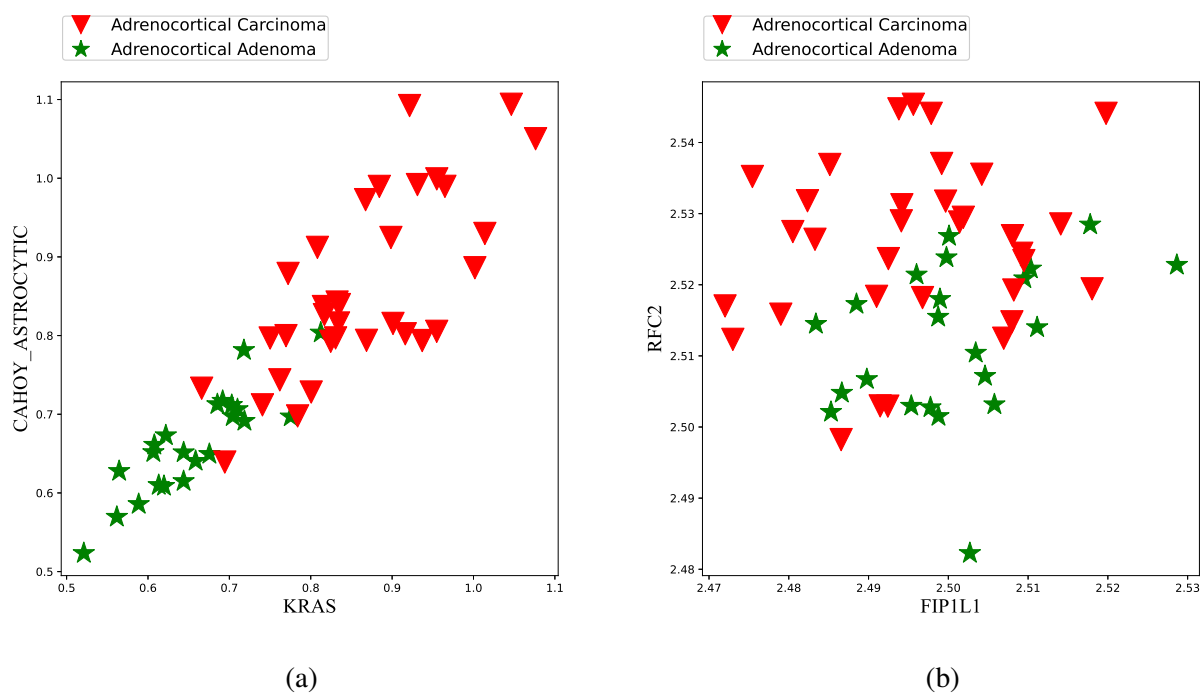 Adrenocortical Carcinoma
Adrenocortical Adenoma
1.1
1.0
0.9
0.8
0.7
0.6
0.5
CAHOY_ASTROCYTIC
0.5 0.6 0.7 0.8 0.9 1.0 1.1
KRAS
(a)
Adrenocortical Carcinoma
Adrenocortical Adenoma
2.54
2.53
2.52
2.51
2.50
2.49
2.48
RFC2
2.47 2.48 2.49 2.50 2.51 2.52 2.53
FIP1L1
(b)